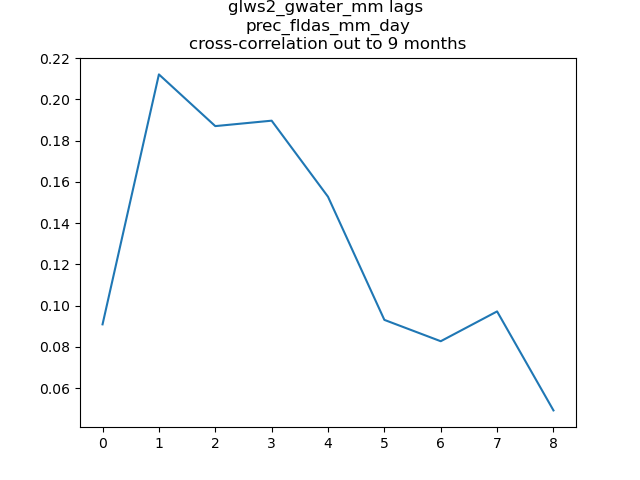 glws2_gwater_mm lags
prec_fldas_mm_day
cross-correlation out to 9 months
0.22
0.20
0.18
0.16
0.14
0.12
0.10
0.08
0.06
0 1 2 3 4 5 6 7 8